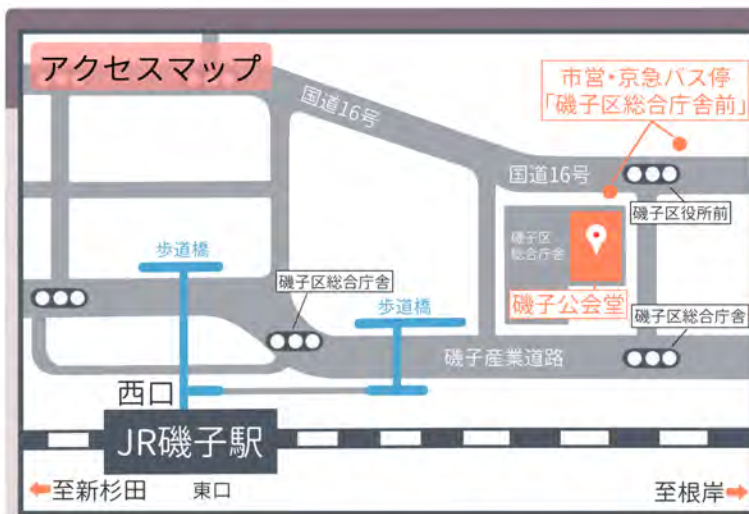 アクセスマップ
市営・京急バス停
「磯子区総合庁舎前」
国道16号
国道16号
磯子区役所前
磯子区
総合庁舎
歩道橋
磯子区総合庁舎
歩道橋
磯子公会堂
磯子区総合庁舎
磯子産業道路
西口
JR磯子駅
至新杉田
東口
至根岸